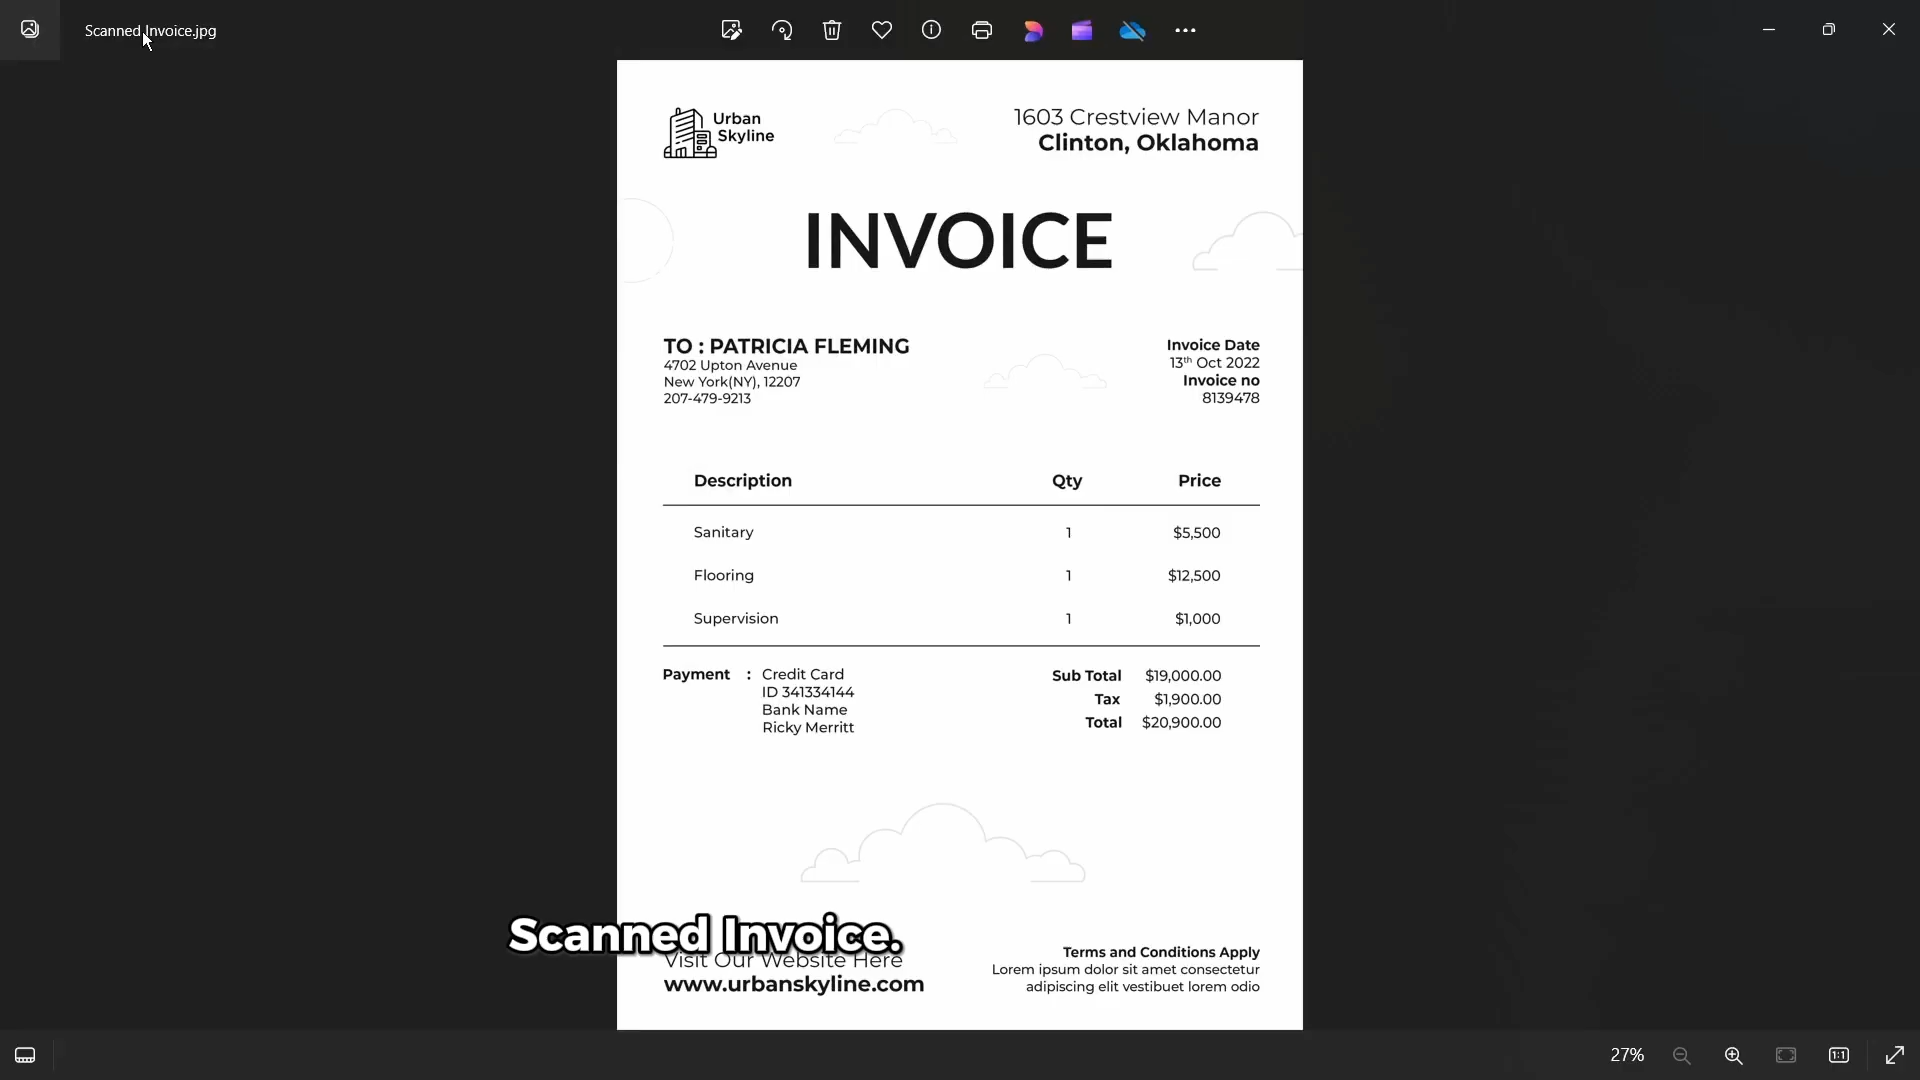 Scanned Invoice.jpg
Urban
Skyline
1603 Crestview Manor
Clinton, Oklahoma
INVOICE
TO : PATRICIA FLEMING
4702 Upton Avenue
New York(NY), 12207
207-479-9213
Invoice Date
13th Oct 2022
Invoice no
8139478
Description Qty Price
Sanitary 1 $5,500
Flooring 1 $12,500
Supervision 1 $1,000
Payment : Credit Card
ID 341334144
Bank Name
Ricky Merritt
Sub Total $19,000.00
Tax $1,900.00
Total $20,900.00
Scanned Invoice.
Visit Our Website Here
www.urbanskyline.com
Terms and Conditions Apply
Lorem ipsum dolor sit amet consectetur
adipiscing elit vestibuet lorem odio
27%
1:1